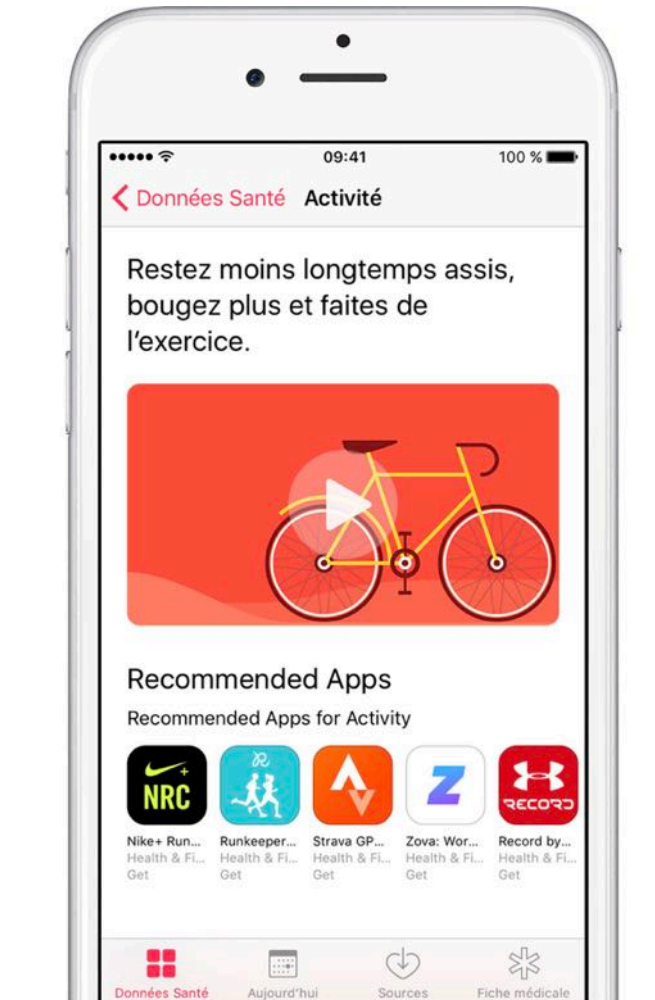 09:41
100 %
Données Santé
Activité
Restez moins longtemps assis,
bougez plus et faites de
l’exercice.
Recommended Apps
Recommended Apps for Activity
+
NRC
R
RECORD
Nike+ Run...
Runkeeper...
Strava GP...
Zova: Wor...
Record by...
Health & Fi...
Health & Fi...
Health & Fi...
Health & Fi...
Health & Fi...
Get
Get
Get
Get
Get
Données Santé
Aujourd'hui
Sources
Fiche médicale